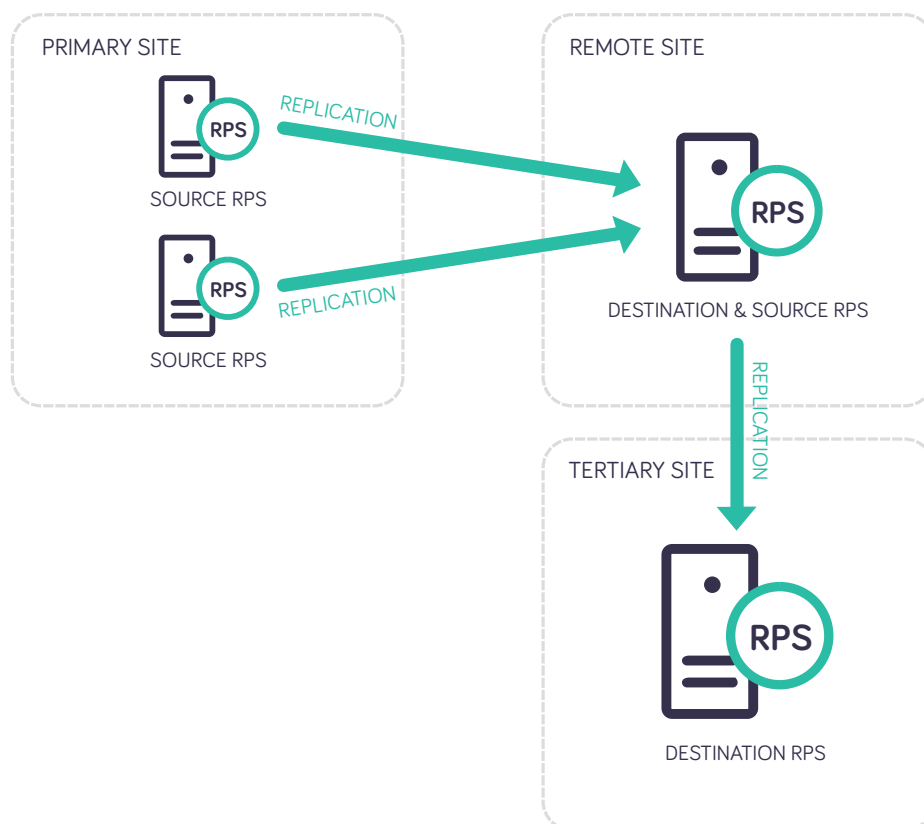 PRIMARY SITE
RPS
REPLICATION
SOURCE RPS
RPS
REPLICATION
SOURCE RPS
REMOTE SITE
RPS
DESTINATION & SOURCE RPS
REPLICATION
TERTIARY SITE
RPS
DESTINATION RPS